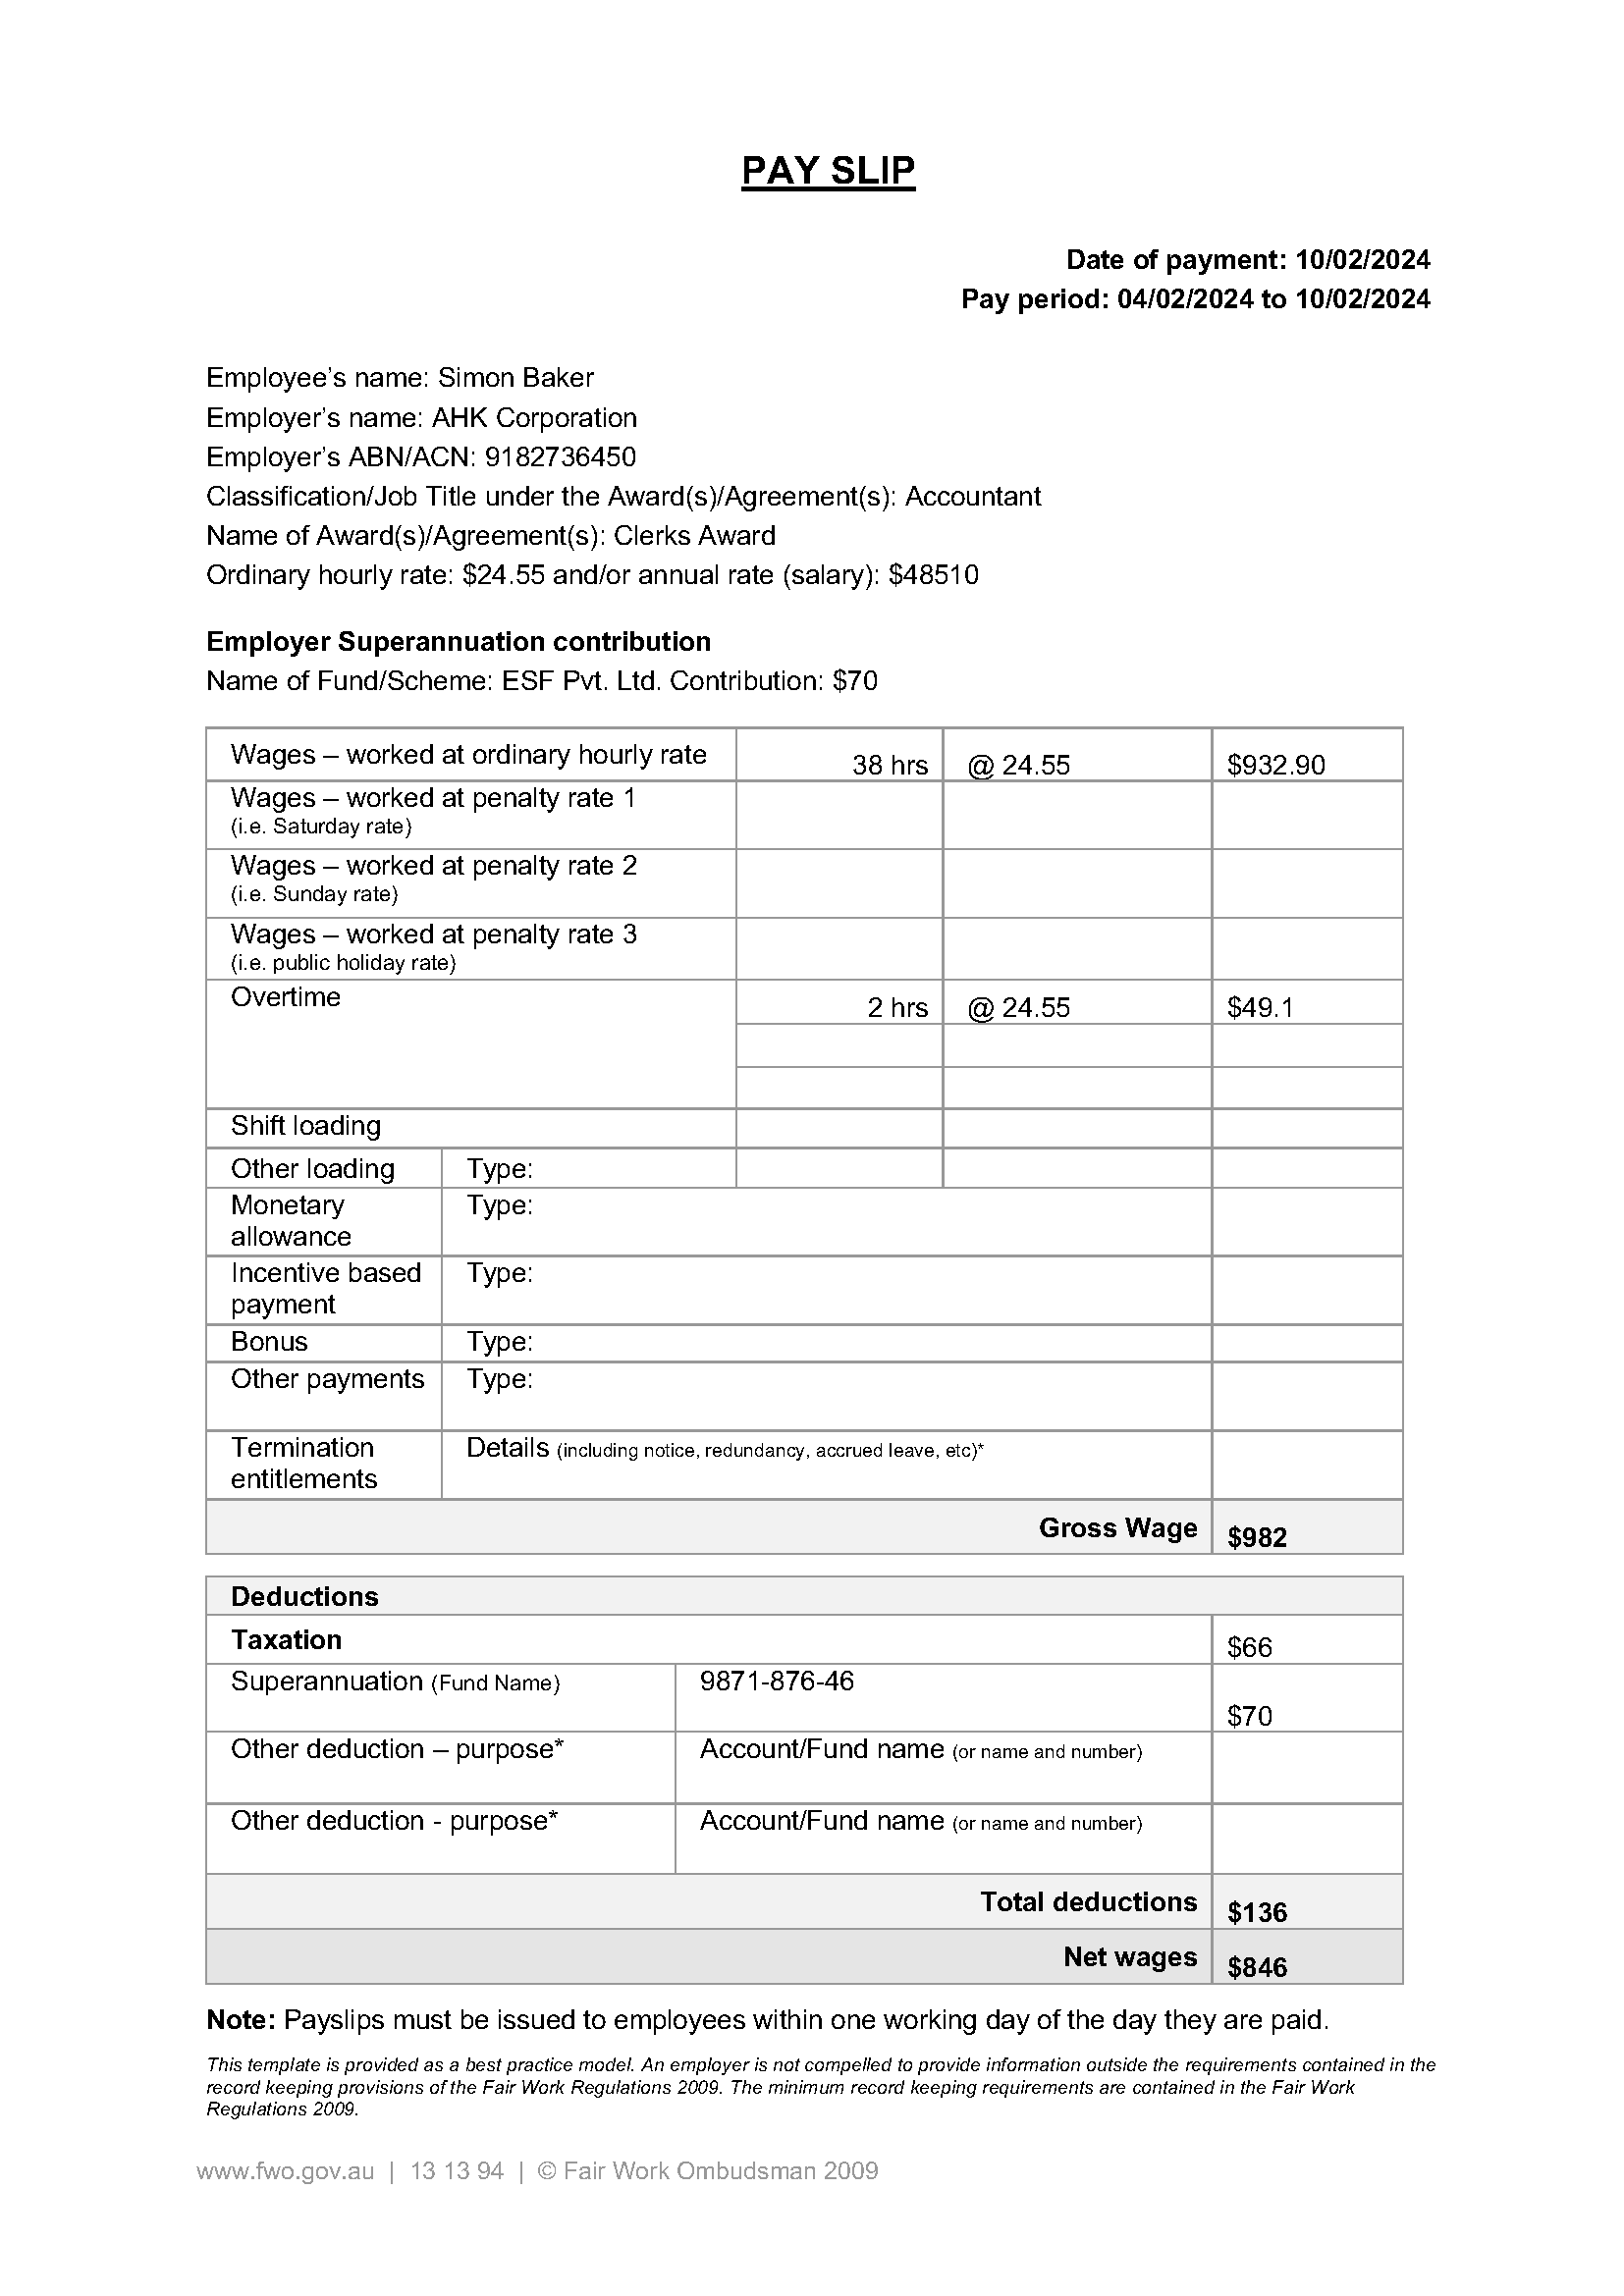 PAY SLIP
Date of payment: 10/02/2024
Pay period: 04/02/2024 to 10/02/2024
Employee’s name: Simon Baker
Employer’s name: AHK Corporation
Employer’s ABN/ACN: 9182736450
Classification/Job Title under the Award(s)/Agreement(s): Accountant
Name of Award(s)/Agreement(s): Clerks Award
Ordinary hourly rate: $24.55 and/or annual rate (salary): $48510
Employer Superannuation contribution
Name of Fund/Scheme: ESF Pvt. Ltd. Contribution: $70
Wages – worked at ordinary hourly rate 38 hrs @ 24.55 $932.90
Wages – worked at penalty rate 1
(i.e. Saturday rate)
Wages – worked at penalty rate 2
(i.e. Sunday rate)
Wages – worked at penalty rate 3
(i.e. public holiday rate)
Overtime 2 hrs @ 24.55 $49.1
Shift loading
Other loading Type:
Monetary Type:
allowance
Incentive based Type:
payment
Bonus Type:
Other payments Type:
Termination Details (including notice, redundancy, accrued leave, etc)*
entitlements
Gross Wage $982
Deductions
Taxation $66
Superannuation (Fund Name) 9871-876-46
$70
Other deduction – purpose* Account/Fund name (or name and number)
Other deduction - purpose* Account/Fund name (or name and number)
Total deductions $136
Net wages $846
Note: Payslips must be issued to employees within one working day of the day they are paid.
This template is provided as a best practice model. An employer is not compelled to provide information outside the requirements contained in the
record keeping provisions of the Fair Work Regulations 2009. The minimum record keeping requirements are contained in the Fair Work
Regulations 2009.
www.fwo.gov.au | 13 13 94 | © Fair Work Ombudsman 2009